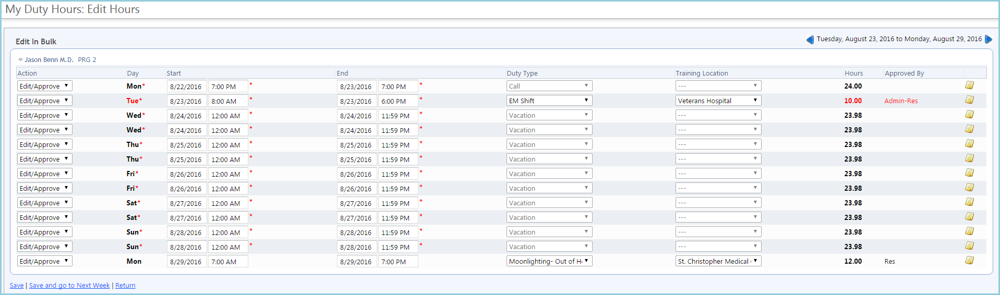 My Duty Hours: Edit Hours
Edit In Bulk
Tuesday, August 23, 2016 to Monday, August 29, 2016
Jason Benn M.D. PRG 2
Action Day Start End Duty Type Training Location Hours Approved By
Edit/Approve Mon* 8/22/2016 7:00 PM * 8/23/2016 7:00 PM * Call --- 24.00
Edit/Approve Tue* 8/23/2016 8:00 AM * 8/23/2016 6:00 PM * EM Shift Veterans Hospital 10.00 Admin-Res
Edit/Approve Wed* 8/24/2016 12:00 AM * 8/24/2016 11:59 PM * Vacation --- 23.98
Edit/Approve Wed* 8/24/2016 12:00 AM * 8/24/2016 11:59 PM * Vacation --- 23.98
Edit/Approve Thu* 8/25/2016 12:00 AM * 8/25/2016 11:59 PM * Vacation --- 23.98
Edit/Approve Thu* 8/25/2016 12:00 AM * 8/25/2016 11:59 PM * Vacation --- 23.98
Edit/Approve Fri* 8/26/2016 12:00 AM * 8/26/2016 11:59 PM * Vacation --- 23.98
Edit/Approve Fri* 8/26/2016 12:00 AM * 8/26/2016 11:59 PM * Vacation --- 23.98
Edit/Approve Sat* 8/27/2016 12:00 AM * 8/27/2016 11:59 PM * Vacation --- 23.98
Edit/Approve Sat* 8/27/2016 12:00 AM * 8/27/2016 11:59 PM * Vacation --- 23.98
Edit/Approve Sun* 8/28/2016 12:00 AM * 8/28/2016 11:59 PM * Vacation --- 23.98
Edit/Approve Sun* 8/28/2016 12:00 AM * 8/28/2016 11:59 PM * Vacation --- 23.98
Edit/Approve Mon 8/29/2016 7:00 AM 8/29/2016 7:00 PM Moonlighting- Out of H St. Christopher Medical 12.00 Res
Save | Save and go to Next Week | Return